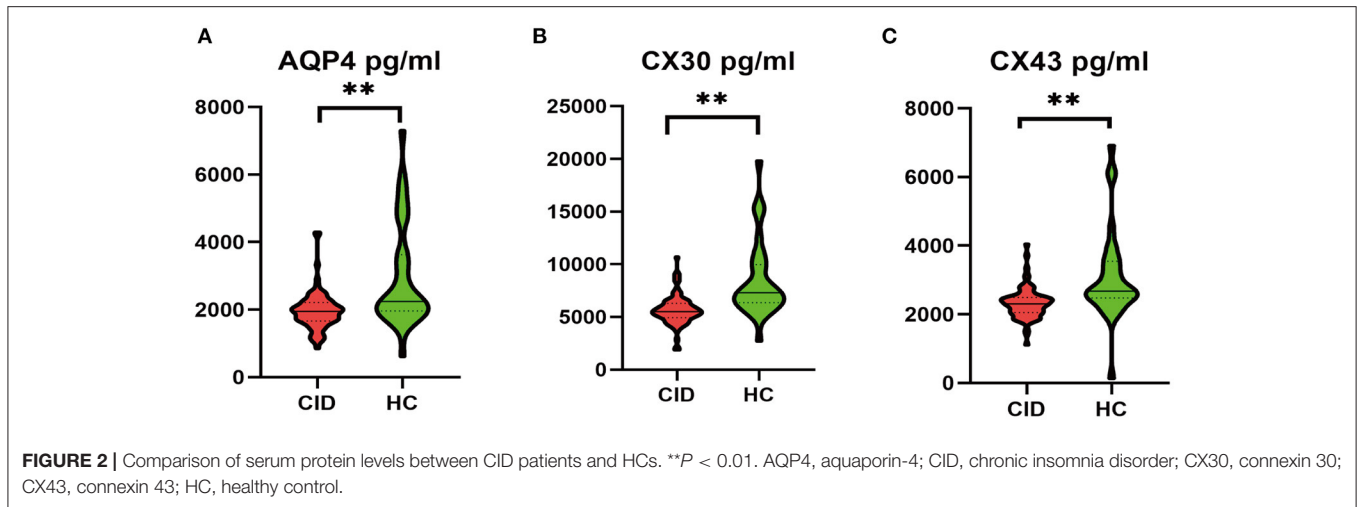 A
AQP4 pg/ml
**
8000
6000
4000
2000
0
CID
HC
B
CX30 pg/ml
**
25000
20000
15000
10000
5000
0
CID
HC
C
CX43 pg/ml
**
8000
6000
4000
2000
0
CID
HC
FIGURE 2 | Comparison of serum protein levels between CID patients and HCs. **P < 0.01. AQP4, aquaporin-4; CID, chronic insomnia disorder; CX30, connexin 30;
CX43, connexin 43; HC, healthy control.